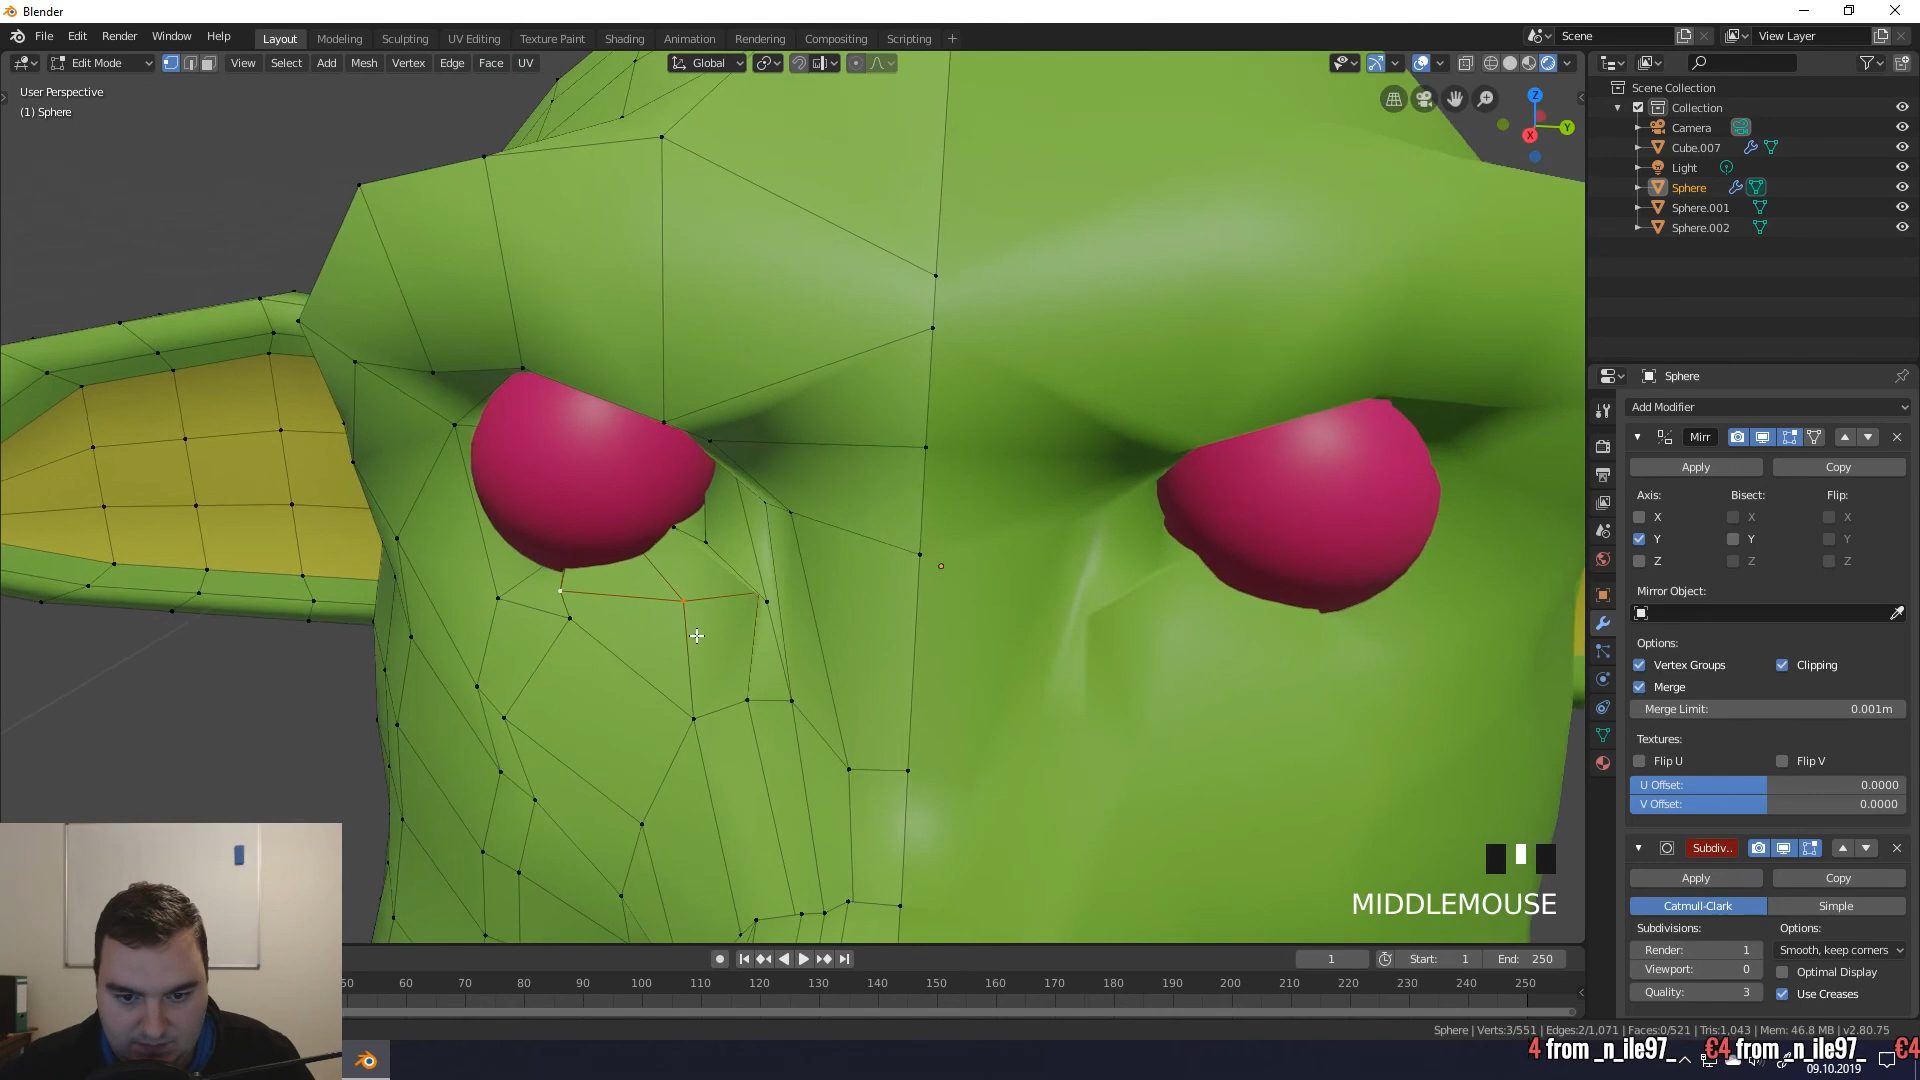 Blender
File Edit Render Window Help
Layout Modeling Sculpting UV Editing Texture Paint Shading Animation Rendering Compositing Scripting +
Scene
View Layer
Edit Mode
View Select Add Mesh Vertex Edge Face UV
Global
User Perspective
(1) Sphere
Z
Y
X
Scene Collection
Collection
Camera
Cube.007
Light
Sphere
Sphere.001
Sphere.002
Sphere
Add Modifier
Mirr
Apply Copy
Axis: Bisect: Flip:
X X X
Y Y Y
Z Z Z
Mirror Object:
Options:
Vertex Groups Clipping
Merge
Merge Limit: 0.001m
Textures:
Flip U Flip V
U Offset: 0.0000
V Offset: 0.0000
Subdiv..
Apply Copy
Catmull-Clark Simple
Subdivisions: Options:
Render: 1 Smooth, keep corners
Viewport: 0 Optimal Display
Quality: 3 Use Creases
MIDDLEMOUSE
1 Start: 1 End: 250
50 60 70 80 90 100 110 120 130 140 150 160 170 180 190 200 210 220 230 240 250
Sphere | Verts:3/551 | Edges:2/1,071 | Faces:0/521 | Tris:1,043 | Mem: 46.8 MB | v2.80.75
4 from _n_ile97_ €4 from _n_ile97_ €4
09.10.2019